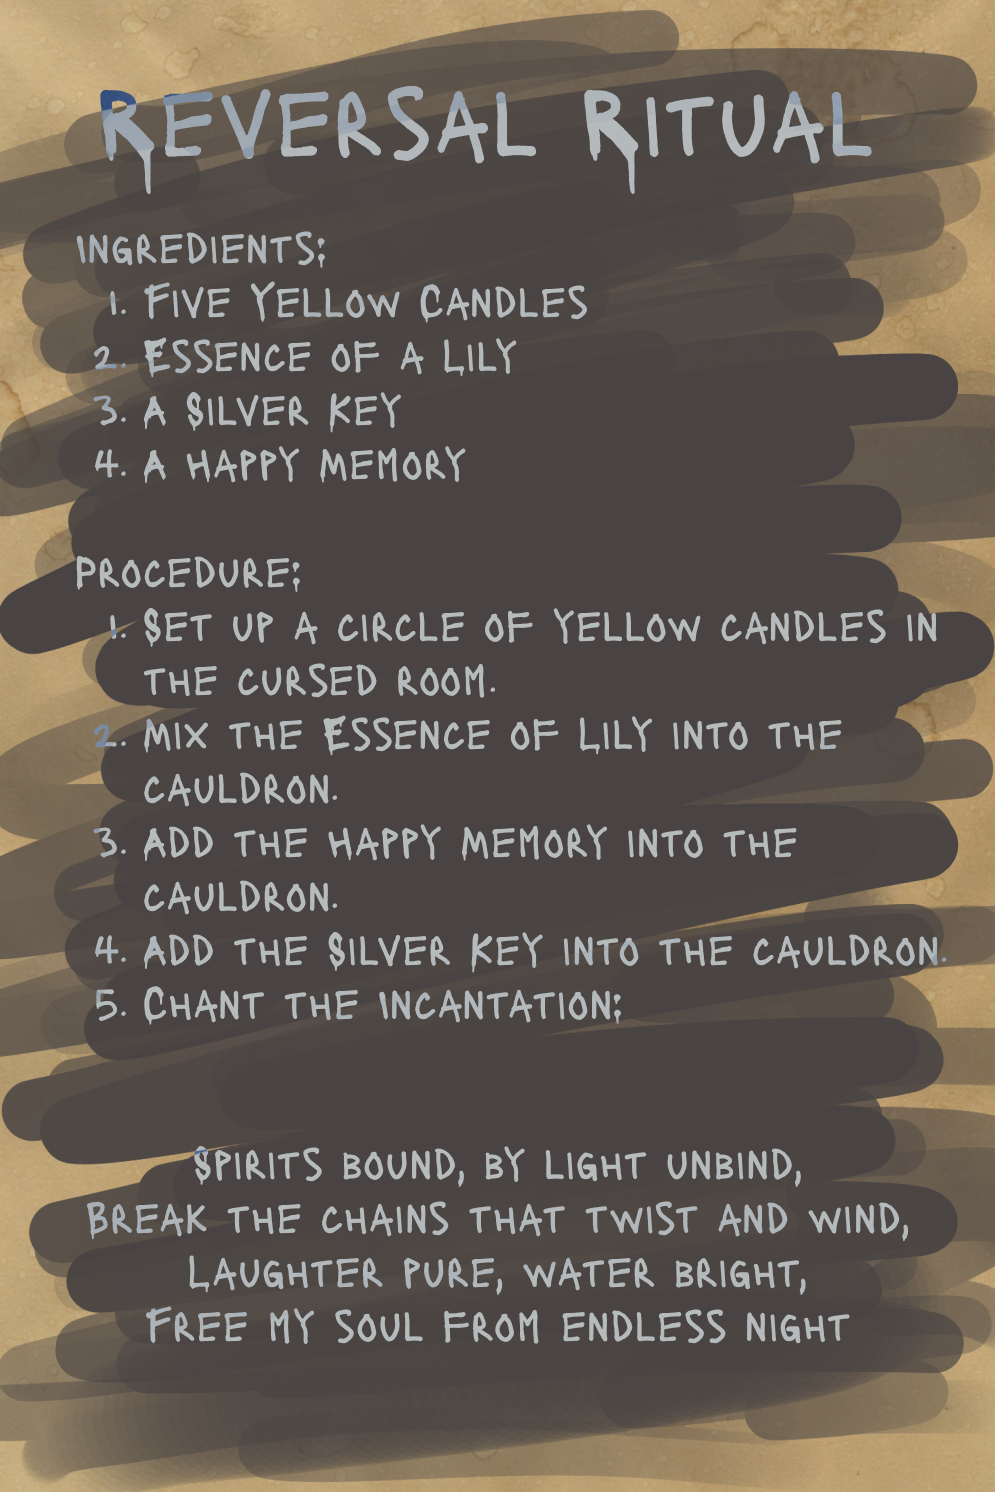 Reversal Ritual
Ingredients:
1. Five Yellow Candles
2. Essence of a Lily
3. A Silver Key
4. A Happy Memory
Procedure:
1. Set up a circle of yellow candles in
the cursed room.
2. Mix the Essence of Lily into the
cauldron.
3. Add the Happy Memory into the
cauldron.
4. Add the Silver Key into the cauldron.
5. Chant the incantation:
Spirits bound, by light unbind,
Break the chains that twist and wind,
Laughter pure, water bright,
Free my soul from endless night